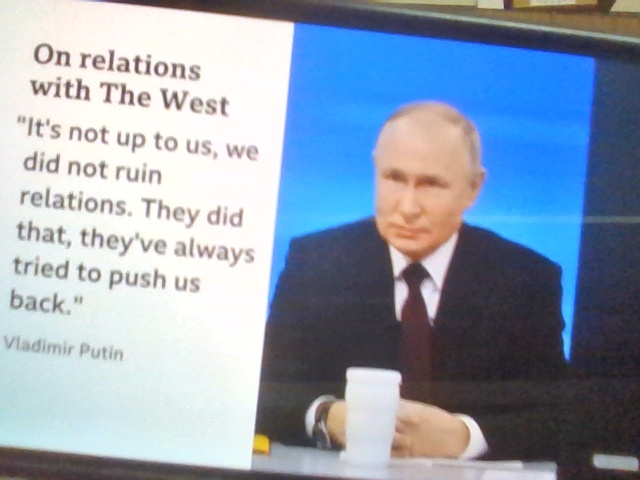 On relations
with The West
"It's not up to us, we
did not ruin
relations. They did
that, they've always
tried to push us
back."
Vladimir Putin